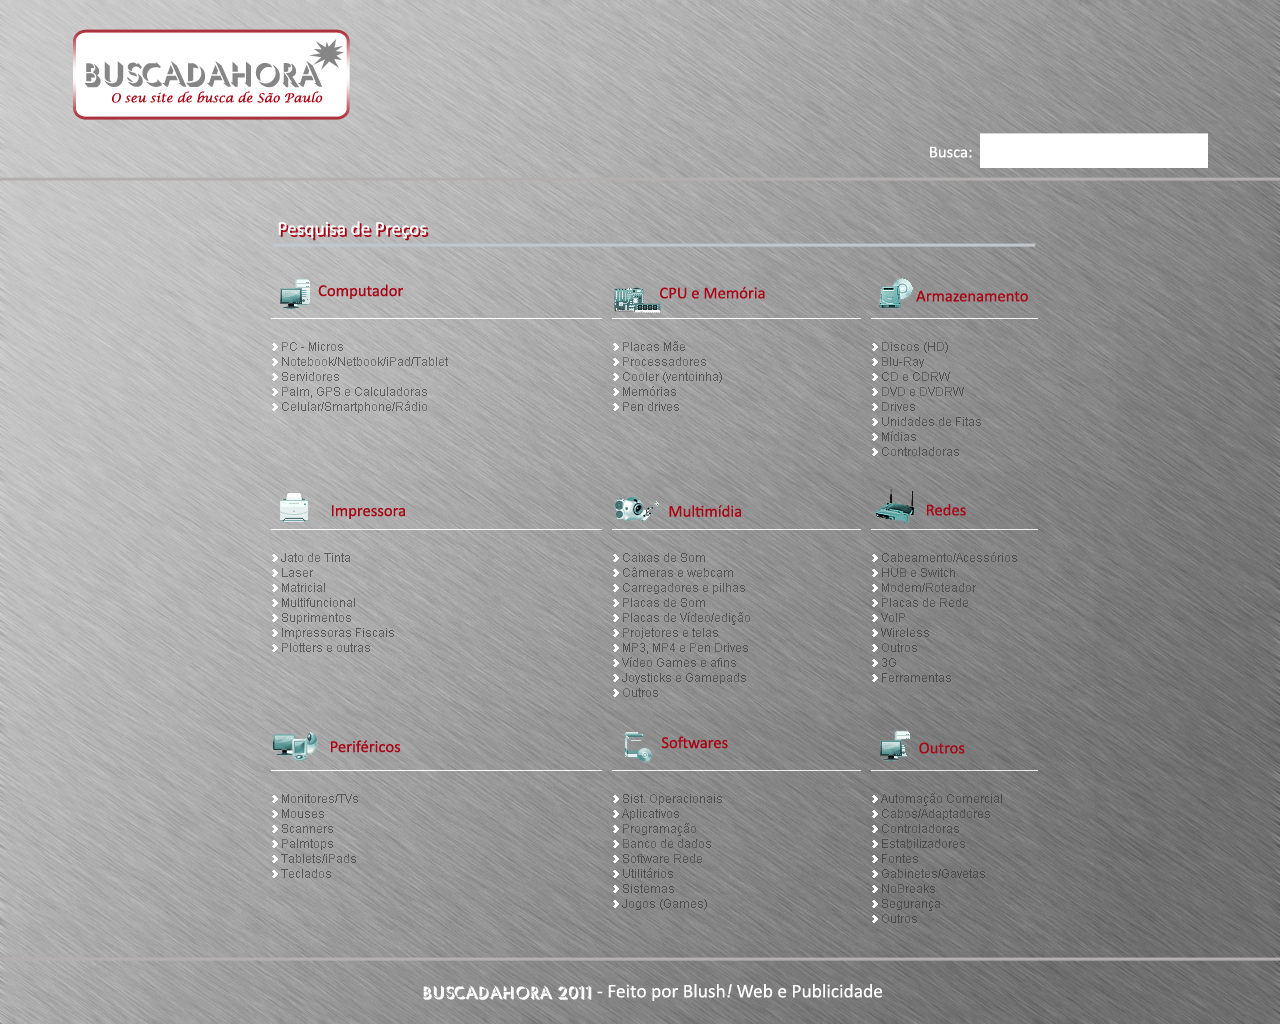 BUSCADAHORA
O seu site de busca de São Paulo
Busca:
Pesquisa de Preços
Computador
PC - Micros
Notebook/Netbook/iPad/Tablet
Servidores
Palm, GPS e Calculadoras
Celular/Smartphone/Rádio
CPU e Memória
Placas Mãe
Processadores
Cooler (ventoinha)
Memórias
Pen drives
Armazenamento
Discos (HD)
Blu-Ray
CD e CDRW
DVD e DVDRW
Drives
Unidades de Fitas
Mídias
Controladoras
Impressora
Jato de Tinta
Laser
Matricial
Multifuncional
Suprimentos
Impressoras Fiscais
Plotters e outras
Multimídia
Caixas de Som
Câmeras e webcam
Carregadores e pilhas
Placas de Som
Placas de Vídeo/edição
Projetores e telas
MP3, MP4 e Pen Drives
Vídeo Games e afins
Joysticks e Gamepads
Outros
Redes
Cabeamento/Acessórios
HUB e Switch
Modem/Roteador
Placas de Rede
VoIP
Wireless
Outros
3G
Ferramentas
Periféricos
Monitores/TVs
Mouses
Scanners
Palmtops
Tablets/iPads
Teclados
Softwares
Sist. Operacionais
Aplicativos
Programação
Banco de dados
Software Rede
Utilitários
Sistemas
Jogos (Games)
Outros
Automação Comercial
Cabos/Adaptadores
Controladoras
Estabilizadores
Fontes
Gabinetes/Gavetas
NoBreaks
Segurança
Outros
BUSCADAHORA 2011 - Feito por Blush! Web e Publicidade